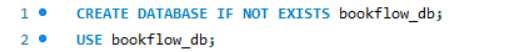 1 CREATE DATABASE IF NOT EXISTS bookflow_db;
2 USE bookflow_db;